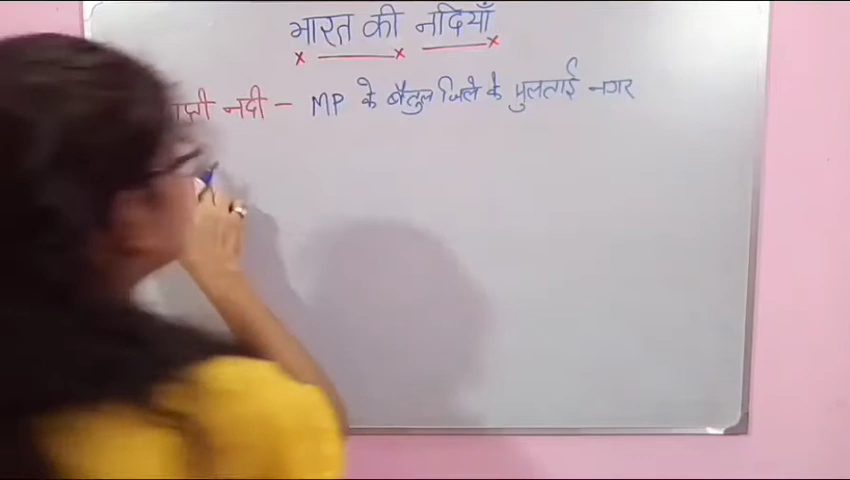 भारत की नदियाँ
नदी - MP के बैतुल जिले के मुलताई नगर